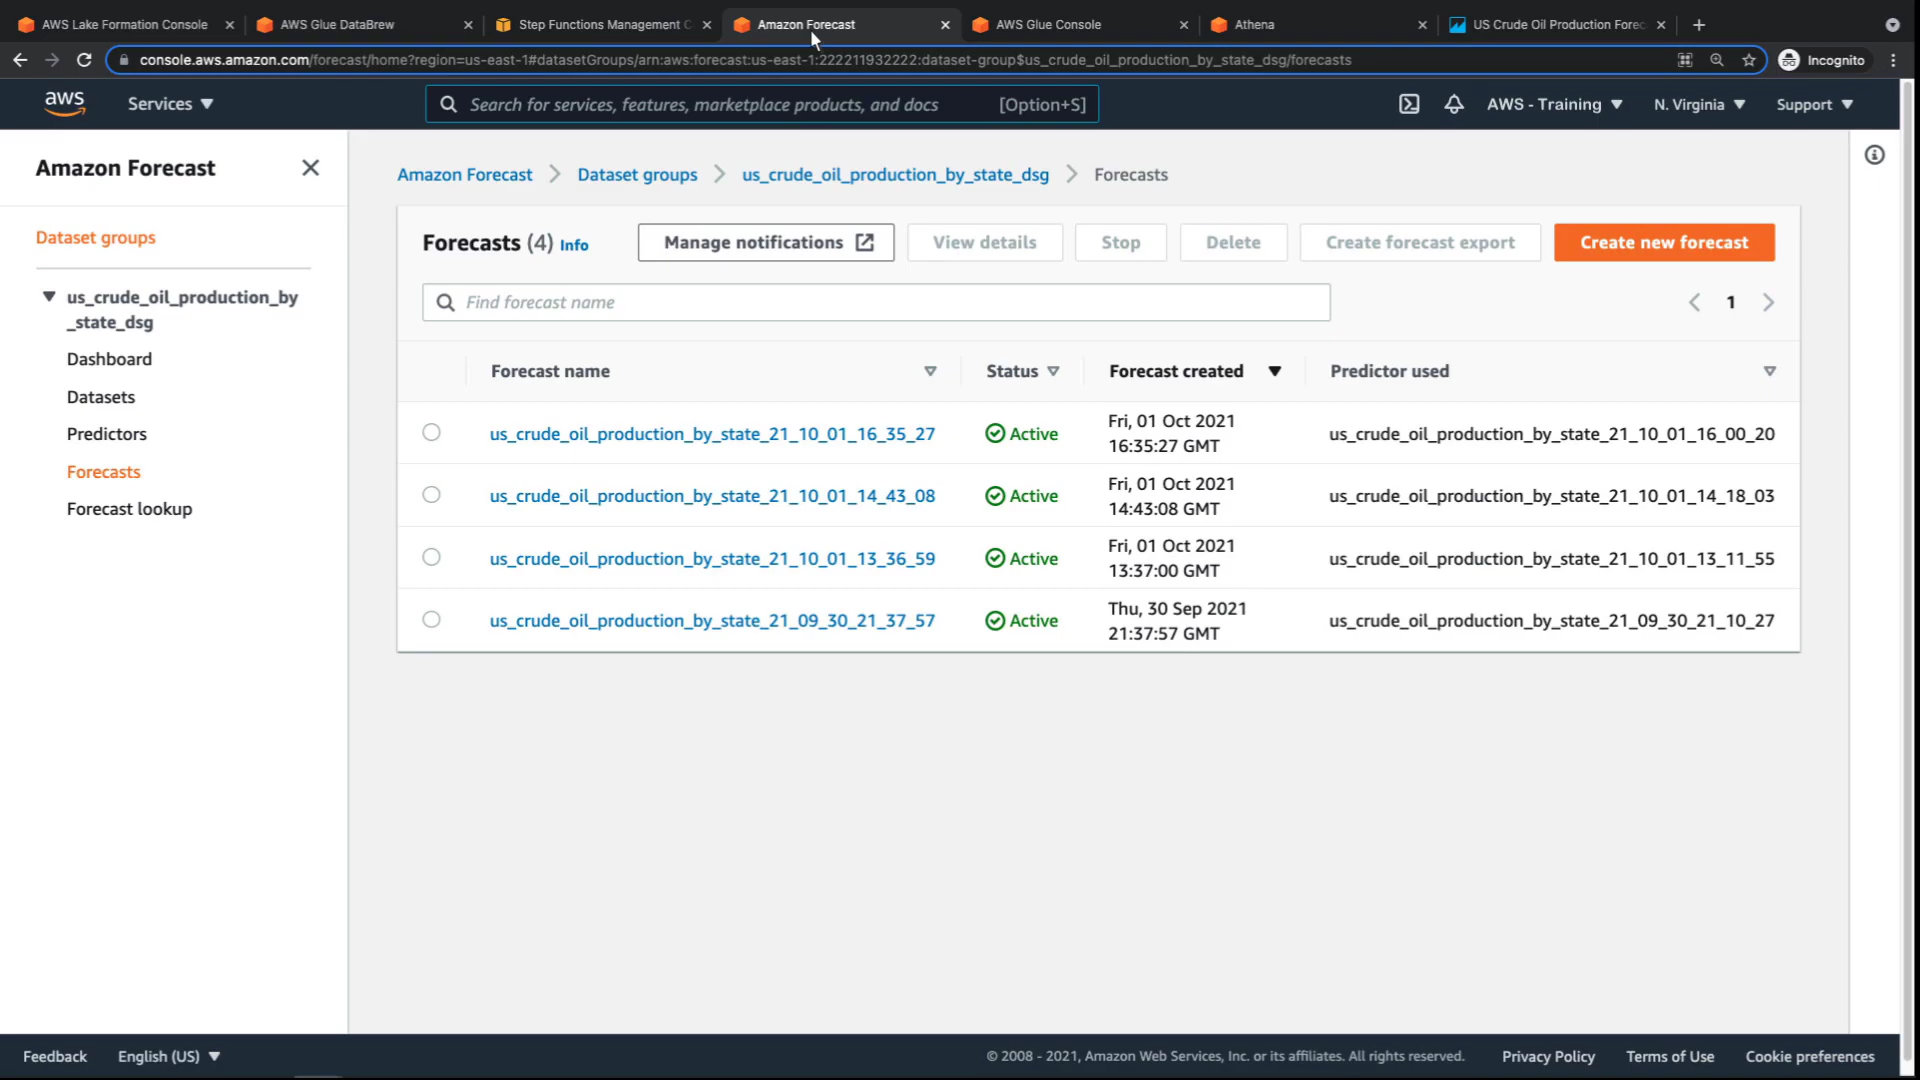 AWS Lake Formation Console
AWS Glue DataBrew
Step Functions Management C
Amazon Forecast
AWS Glue Console
Athena
US Crude Oil Production Forec
console.aws.amazon.com/forecast/home?region=us-east-1#datasetGroups/arn:aws:forecast:us-east-1:222211932222:dataset-group$us_crude_oil_production_by_state_dsg/forecasts
Incognito
aws
Services
Search for services, features, marketplace products, and docs [Option+S]
AWS - Training
N. Virginia
Support
Amazon Forecast
Dataset groups
us_crude_oil_production_by
_state_dsg
Dashboard
Datasets
Predictors
Forecasts
Forecast lookup
Amazon Forecast > Dataset groups > us_crude_oil_production_by_state_dsg > Forecasts
Forecasts (4) Info
Manage notifications
View details
Stop
Delete
Create forecast export
Create new forecast
Find forecast name
1
Forecast name Status Forecast created Predictor used
us_crude_oil_production_by_state_21_10_01_16_35_27 Active Fri, 01 Oct 2021
16:35:27 GMT us_crude_oil_production_by_state_21_10_01_16_00_20
us_crude_oil_production_by_state_21_10_01_14_43_08 Active Fri, 01 Oct 2021
14:43:08 GMT us_crude_oil_production_by_state_21_10_01_14_18_03
us_crude_oil_production_by_state_21_10_01_13_36_59 Active Fri, 01 Oct 2021
13:37:00 GMT us_crude_oil_production_by_state_21_10_01_13_11_55
us_crude_oil_production_by_state_21_09_30_21_37_57 Active Thu, 30 Sep 2021
21:37:57 GMT us_crude_oil_production_by_state_21_09_30_21_10_27
Feedback
English (US)
© 2008 - 2021, Amazon Web Services, Inc. or its affiliates. All rights reserved.
Privacy Policy
Terms of Use
Cookie preferences